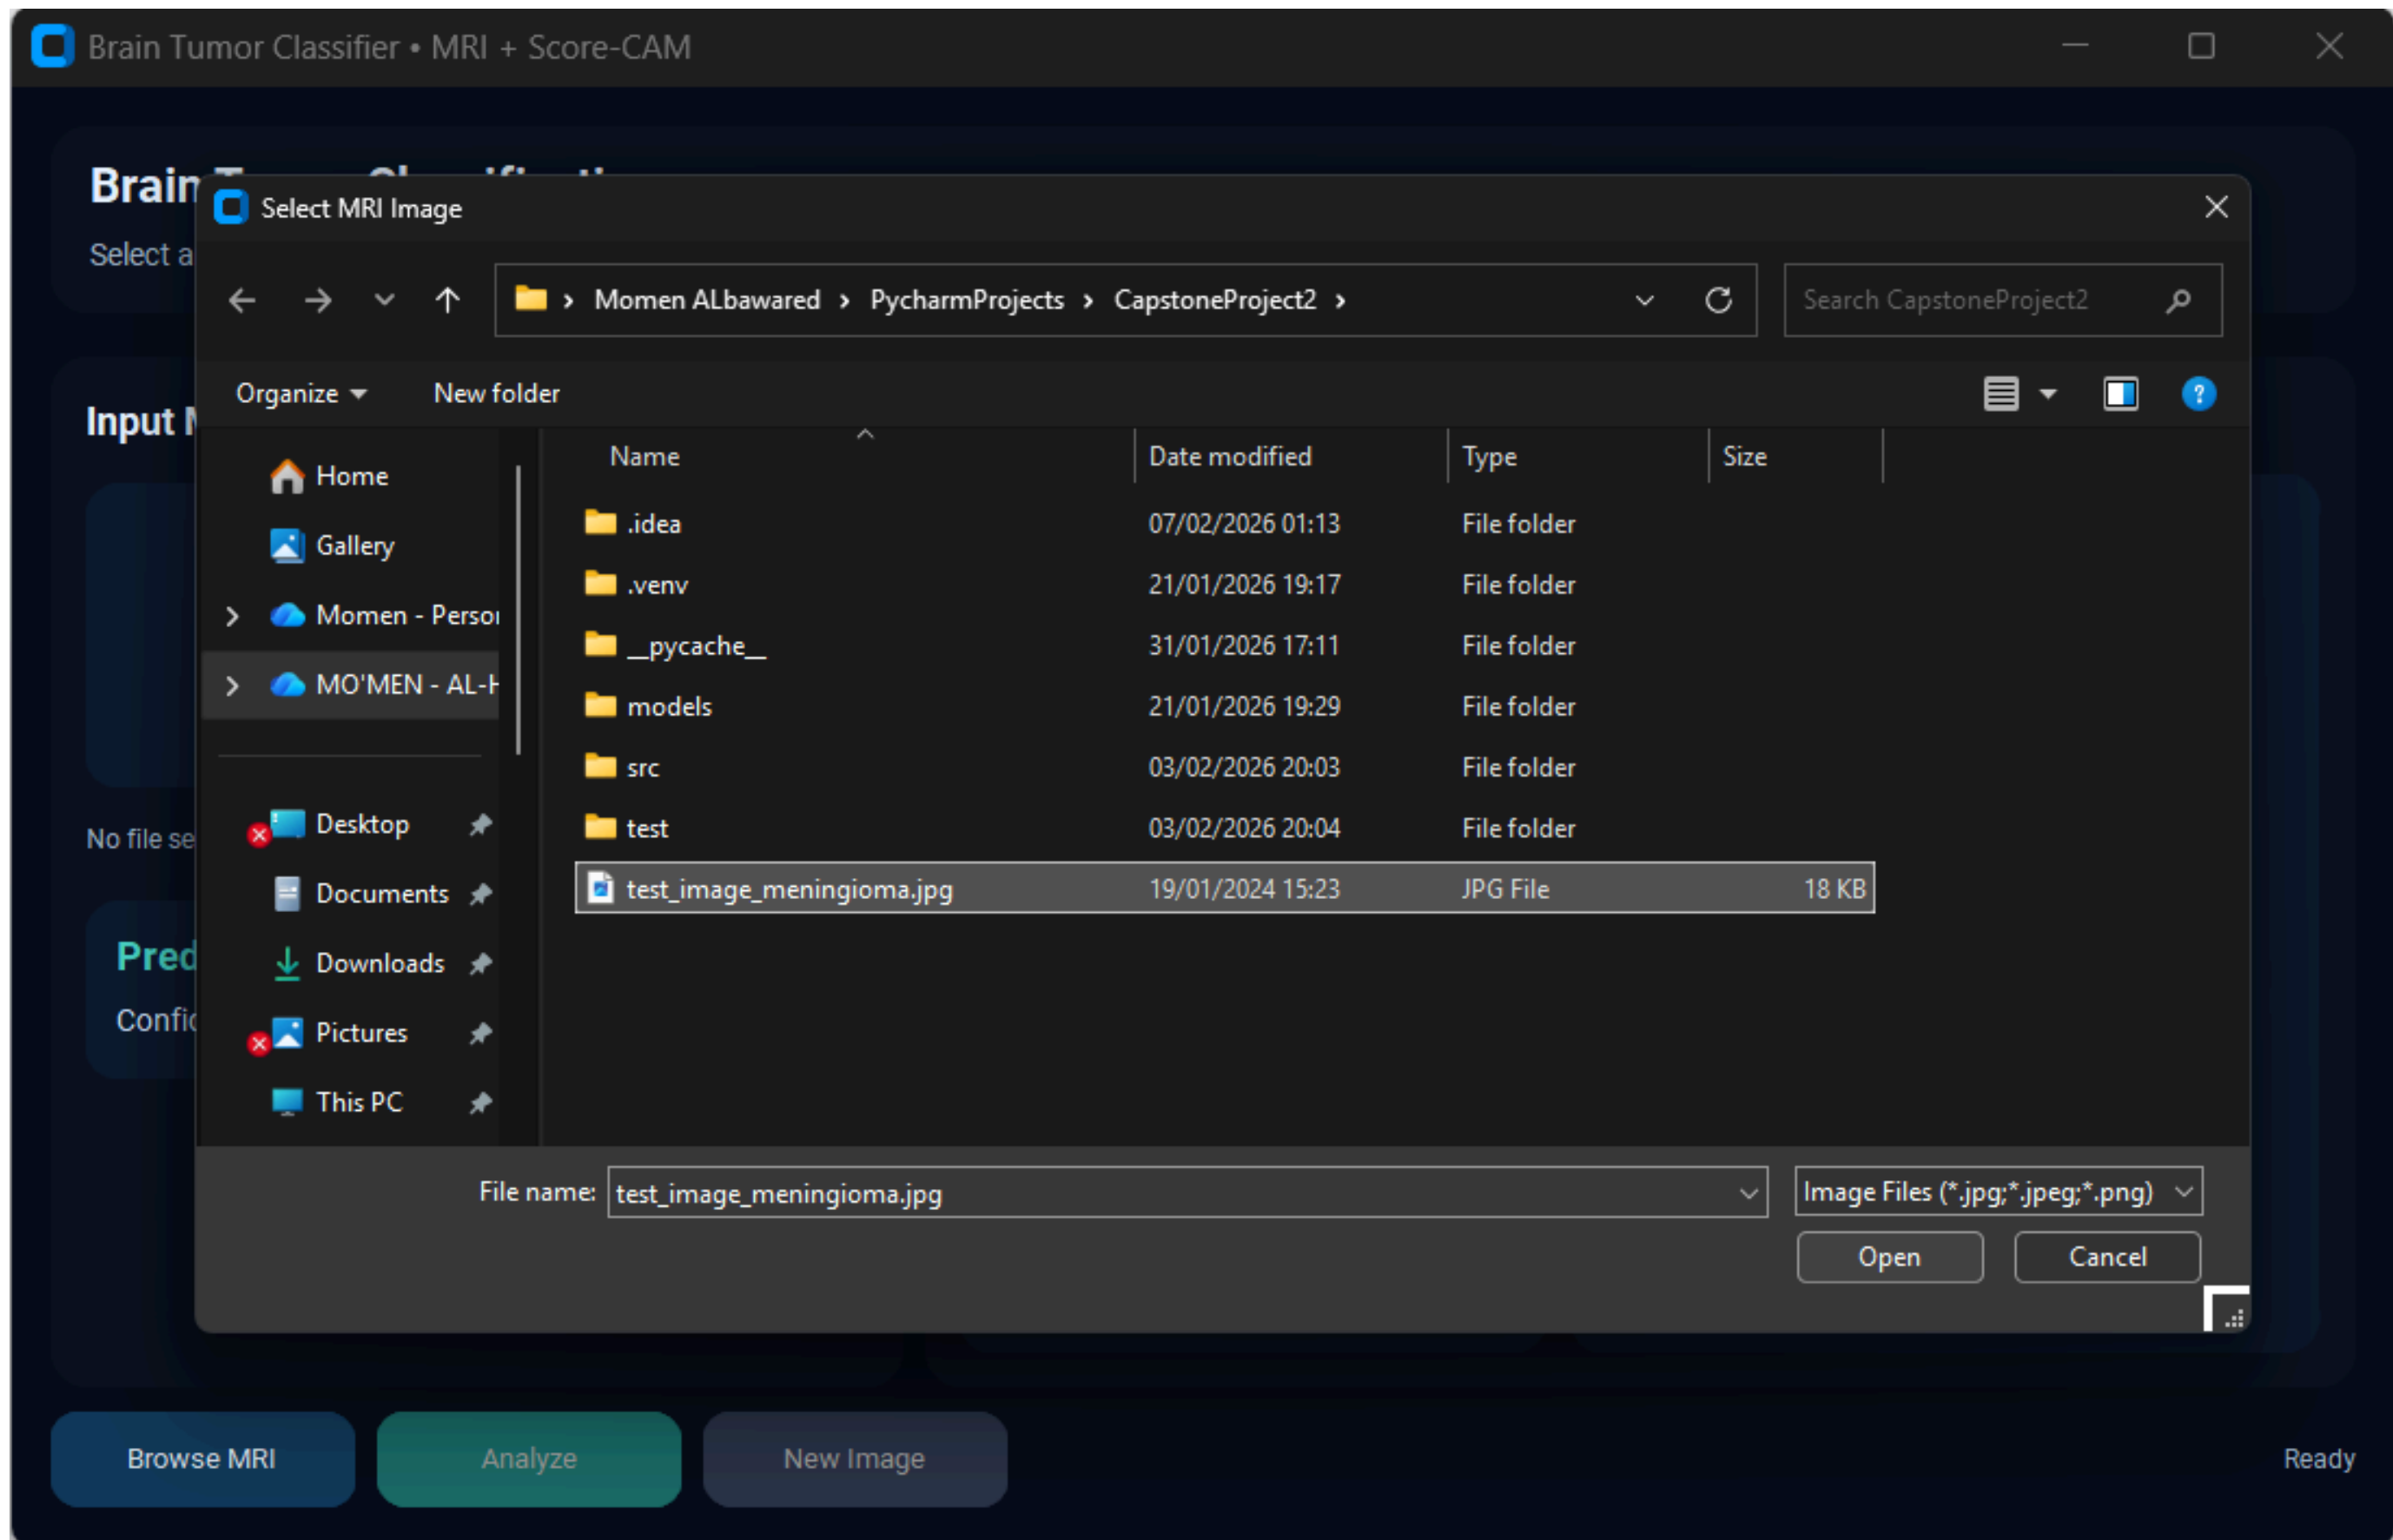 Brain Tumor Classifier • MRI + Score-CAM
Brain
Select a
Select MRI Image
Momen ALbawared > PycharmProjects > CapstoneProject2 >
Search CapstoneProject2
Organize
New folder
Input
Name
Date modified
Type
Size
Home
Gallery
Momen - Person
MO'MEN - AL-H
Desktop
Documents
Downloads
Pictures
This PC
.idea 07/02/2026 01:13 File folder
.venv 21/01/2026 19:17 File folder
__pycache__ 31/01/2026 17:11 File folder
models 21/01/2026 19:29 File folder
src 03/02/2026 20:03 File folder
test 03/02/2026 20:04 File folder
test_image_meningioma.jpg 19/01/2024 15:23 JPG File 18 KB
No file se
Pred
Confid
File name: test_image_meningioma.jpg
Image Files (*.jpg;*.jpeg;*.png)
Open
Cancel
Browse MRI
Analyze
New Image
Ready